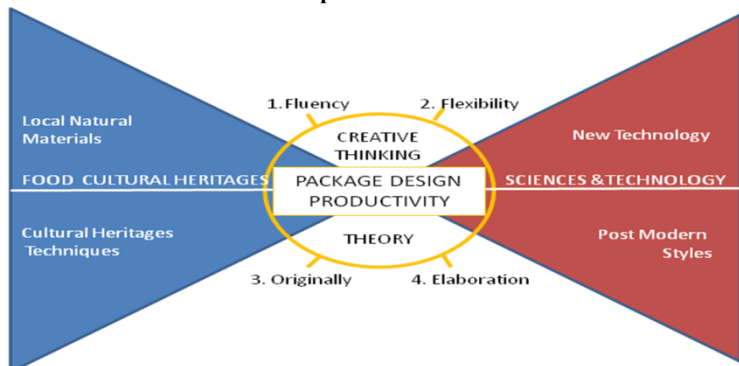 1. Fluency
2. Flexibility
Local Natural
Materials
CREATIVE
THINKING
New Technology
FOOD CULTURAL HERITAGES
PACKAGE DESIGN
PRODUCTIVITY
SCIENCES &TECHNOLOGY
Cultural Heritages
Techniques
THEORY
Post Modern
Styles
3. Originally
4. Elaboration